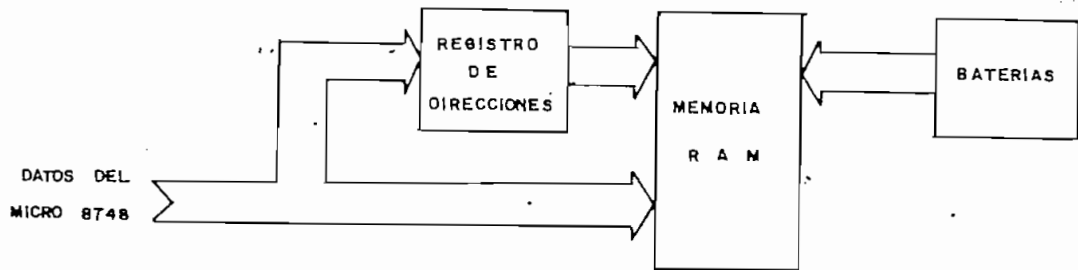 REGISTRO
DE
DIRECCIONES
MEMORIA
R A M
BATERIAS
DATOS DEL
MICRO 8748